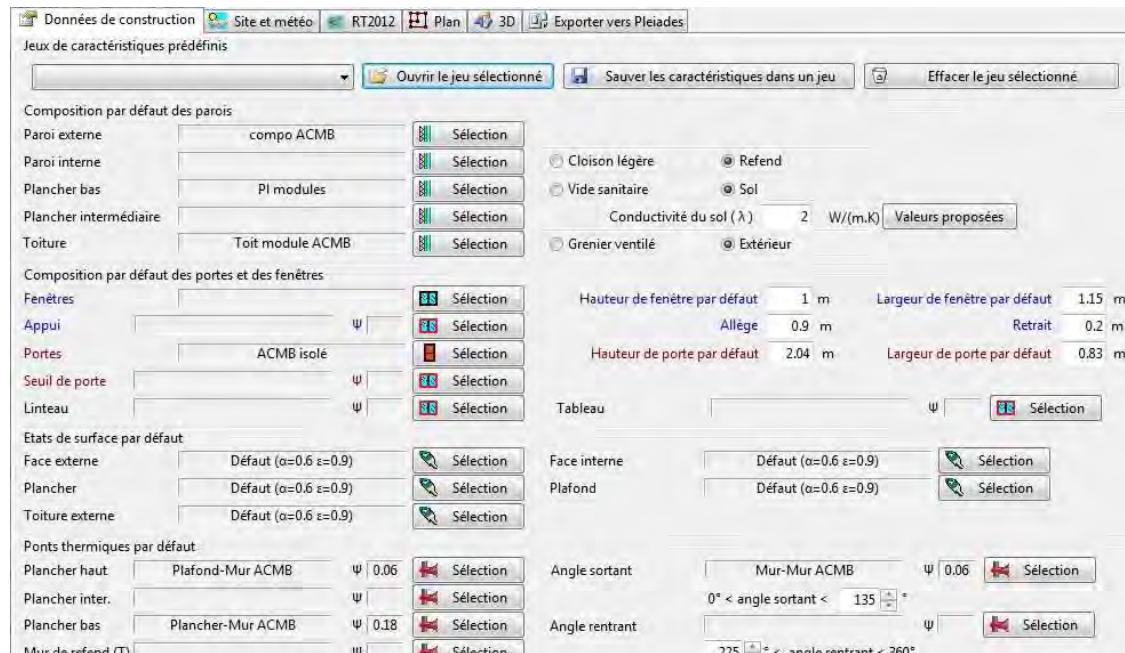 Données de construction Site et météo RT2012 Plan 3D Exporter vers Pleiades
Jeux de caractéristiques prédéfinis
Ouvrir le jeu sélectionné Sauver les caractéristiques dans un jeu Effacer le jeu sélectionné
Composition par défaut des parois
Paroi externe compo ACMB Sélection
Paroi interne Sélection Cloison légère Refend
Plancher bas PI modules Sélection Vide sanitaire Sol
Plancher intermédiaire Sélection Conductivité du sol ( λ ) 2 W/(m.K) Valeurs proposées
Toiture Toit module ACMB Sélection Grenier ventilé Extérieur
Composition par défaut des portes et des fenêtres
Fenêtres Sélection Hauteur de fenêtre par défaut 1 m Largeur de fenêtre par défaut 1.15 m
Appui Ψ Sélection Allège 0.9 m Retrait 0.2 m
Portes ACMB isolé Sélection Hauteur de porte par défaut 2.04 m Largeur de porte par défaut 0.83 m
Seuil de porte Ψ Sélection
Linteau Ψ Sélection Tableau Ψ Sélection
Etats de surface par défaut
Face externe Défaut (α=0.6 ε=0.9) Sélection Face interne Défaut (α=0.6 ε=0.9) Sélection
Plancher Défaut (α=0.6 ε=0.9) Sélection Plafond Défaut (α=0.6 ε=0.9) Sélection
Toiture externe Défaut (α=0.6 ε=0.9) Sélection
Ponts thermiques par défaut
Plancher haut Plafond-Mur ACMB Ψ 0.06 Sélection Angle sortant Mur-Mur ACMB Ψ 0.06 Sélection
Plancher inter. Ψ Sélection 0° < angle sortant < 135 °
Plancher bas Plancher-Mur ACMB Ψ 0.18 Sélection Angle rentrant Ψ Sélection
Mur de refend (T) Ψ Sélection 225 ° < angle rentrant < 360°